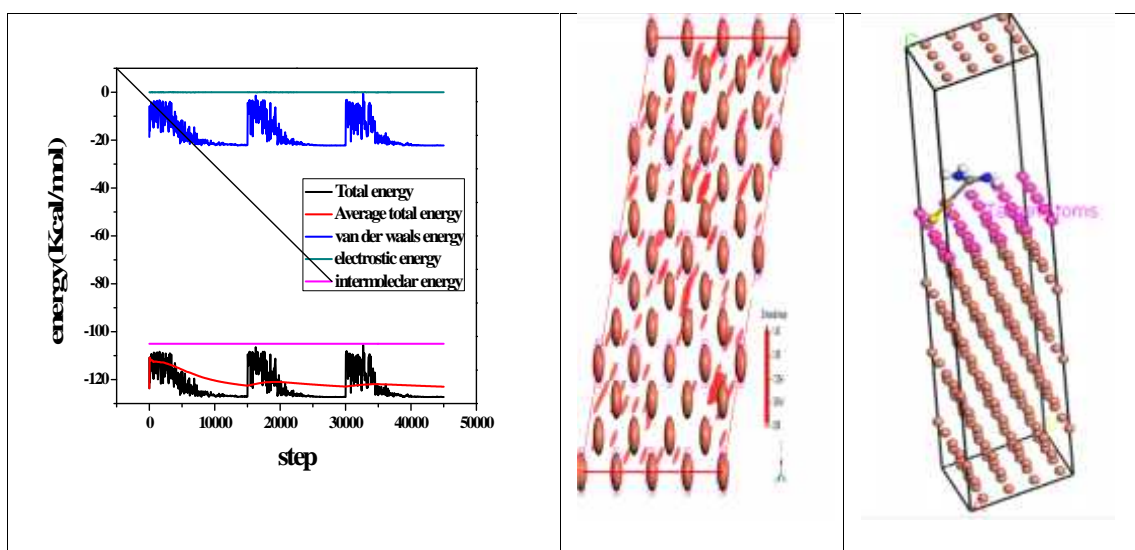 0
-20
-40
-60
-80
-100
-120
energy(Kcal/mol)
Total energy
Average total energy
van der waals energy
electrostic energy
intermoleclar energy
0
10000
20000
30000
40000
50000
step